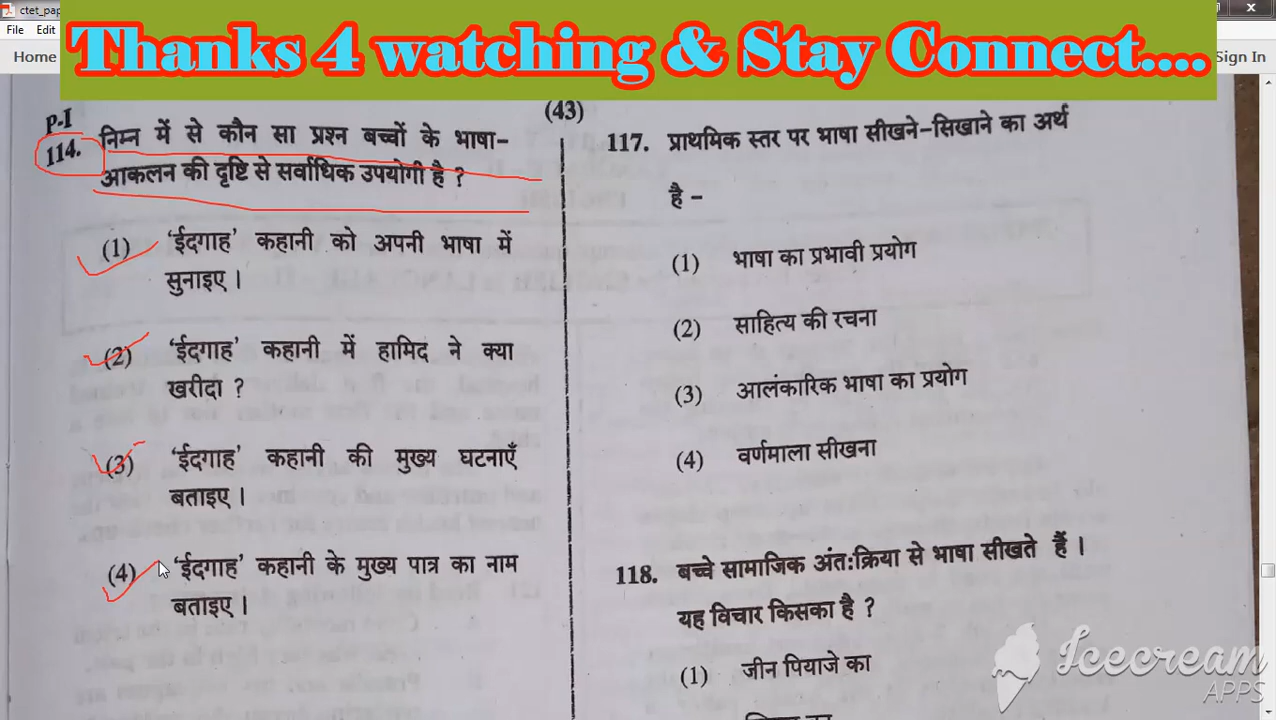 ctet_pap
File Edit
Home
Sign In
Thanks 4 watching & Stay Connect....
(43)
P-I
114. निम्न में से कौन सा प्रश्न बच्चों के भाषा-
आकलन की दृष्टि से सर्वाधिक उपयोगी है ?
(1) 'ईदगाह' कहानी को अपनी भाषा में
सुनाइए ।
(2) 'ईदगाह' कहानी में हामिद ने क्या
खरीदा ?
(3) 'ईदगाह' कहानी की मुख्य घटनाएँ
बताइए ।
(4) 'ईदगाह' कहानी के मुख्य पात्र का नाम
बताइए ।
117. प्राथमिक स्तर पर भाषा सीखने-सिखाने का अर्थ
है –
(1) भाषा का प्रभावी प्रयोग
(2) साहित्य की रचना
(3) आलंकारिक भाषा का प्रयोग
(4) वर्णमाला सीखना
118. बच्चे सामाजिक अंत:क्रिया से भाषा सीखते हैं ।
यह विचार किसका है ?
(1) जीन पियाजे का
Icecream
APPS